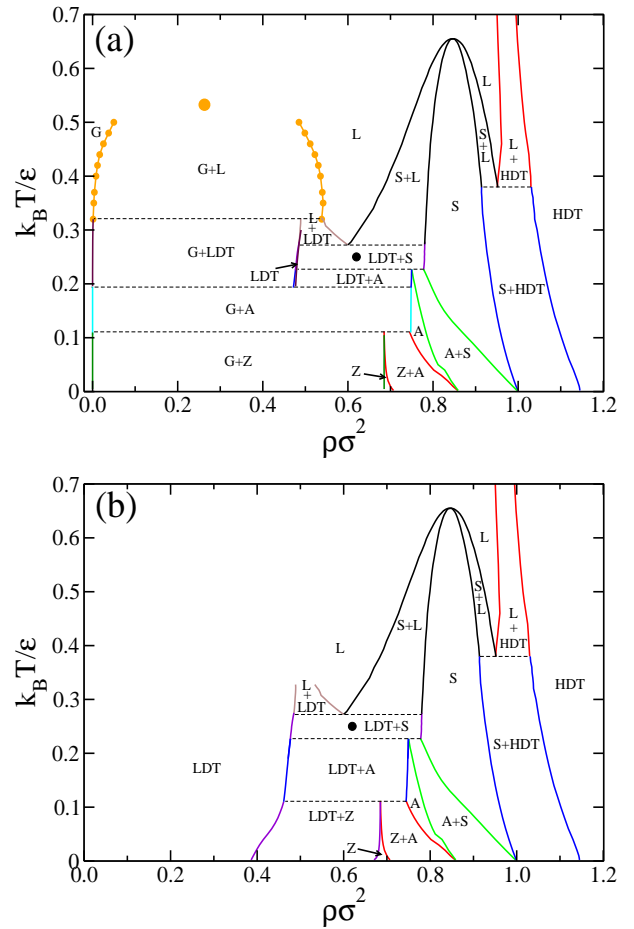 (a)
0.7
0.6
0.5
0.4
0.3
0.2
0.1
0
k_BT/ε
G
G+L
L
L
S+L
S
+
L
L
+
HDT
S
HDT
L
+
LDT
G+LDT
LDT
LDT+S
LDT+A
S+HDT
G+A
A
A+S
G+Z
Z
Z+A
0.0 0.2 0.4 0.6 0.8 1.0 1.2
ρσ²
(b)
0.7
0.6
0.5
0.4
0.3
0.2
0.1
0
k_BT/ε
L
L
S+L
S
+
L
L
+
HDT
S
HDT
L
+
LDT
LDT+S
LDT
LDT+A
S+HDT
LDT+Z
A
A+S
Z
Z+A
0.0 0.2 0.4 0.6 0.8 1.0 1.2
ρσ²